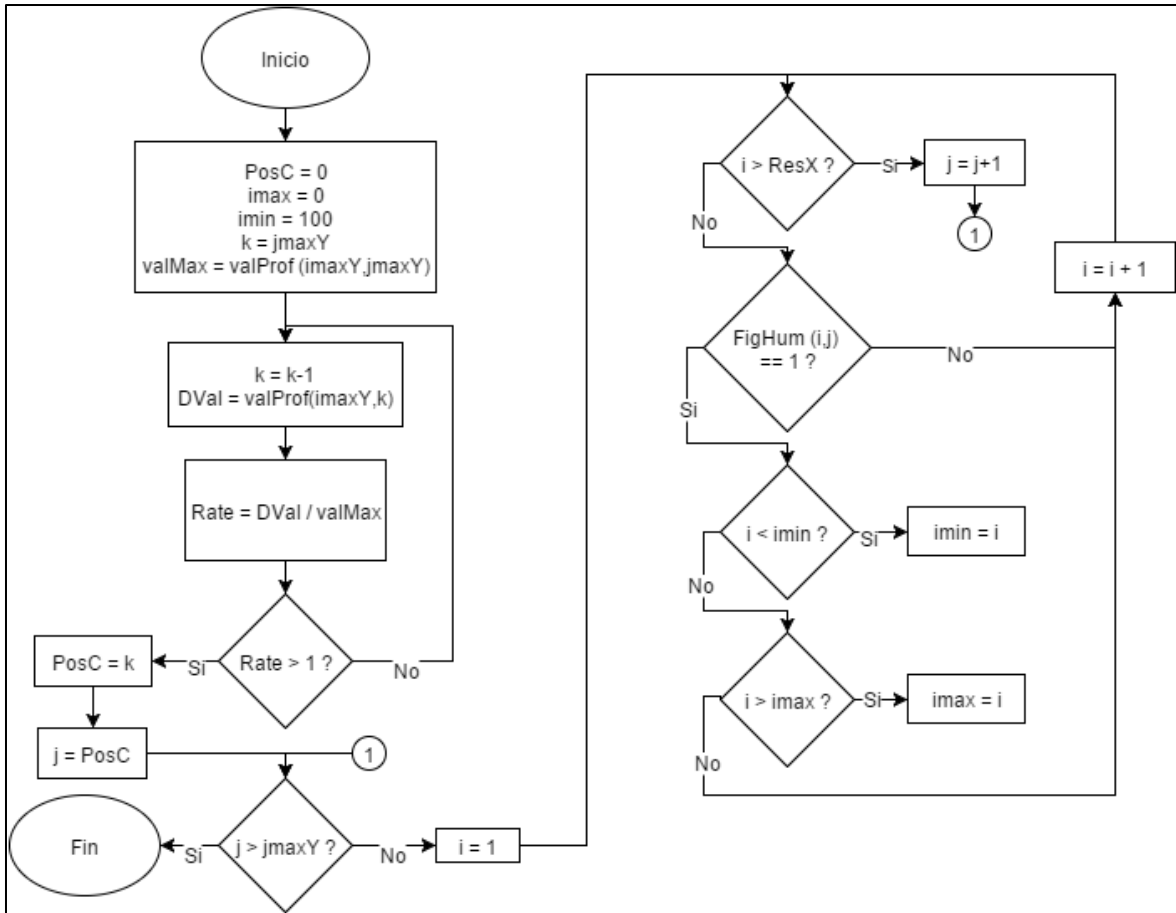 Inicio
PosC = 0
imax = 0
imin = 100
k = jmaxY
valMax = valProf (imaxY,jmaxY)
k = k-1
DVal = valProf(imaxY,k)
Rate = DVal / valMax
Rate > 1 ?
Si
No
PosC = k
j = PosC
1
j > jmaxY ?
Si
No
Fin
i = 1
i > ResX ?
Si
No
j = j+1
1
i = i + 1
FigHum (i,j)
== 1 ?
No
Si
i < imin ?
Si
No
imin = i
i > imax ?
Si
No
imax = i